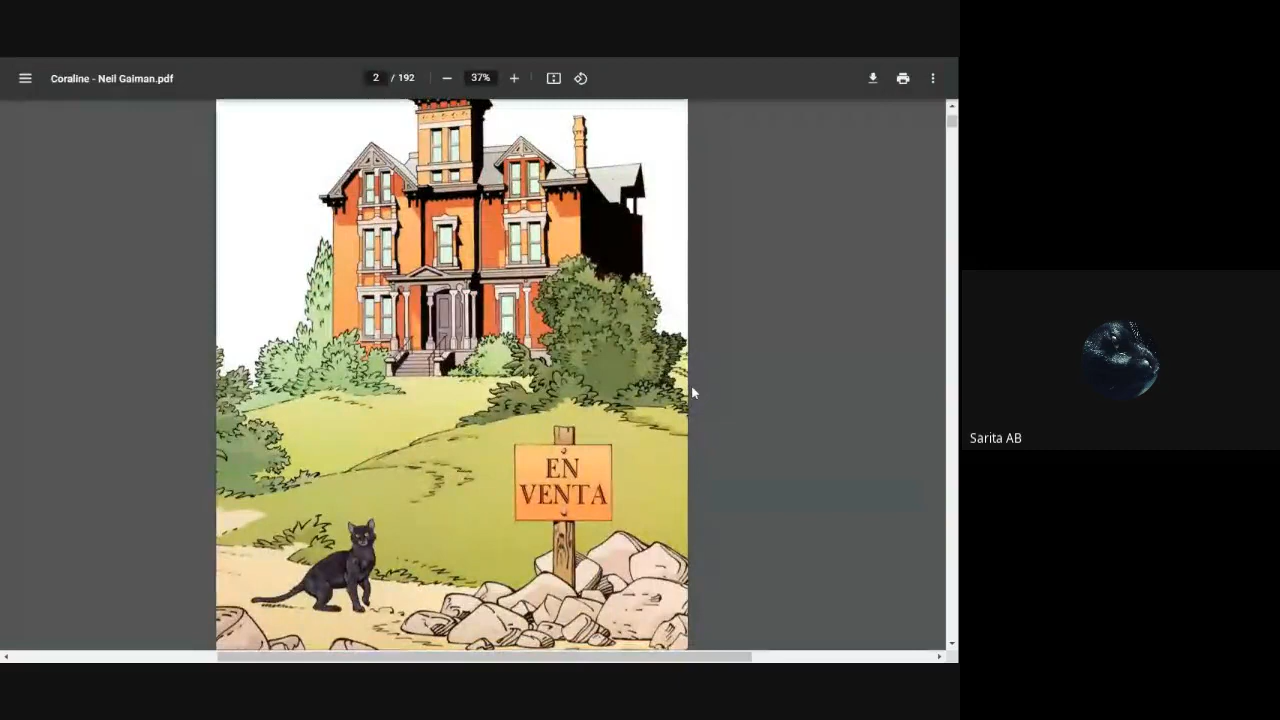 Coraline - Neil Gaiman.pdf
2 / 192
37%
EN
VENTA
Sarita AB